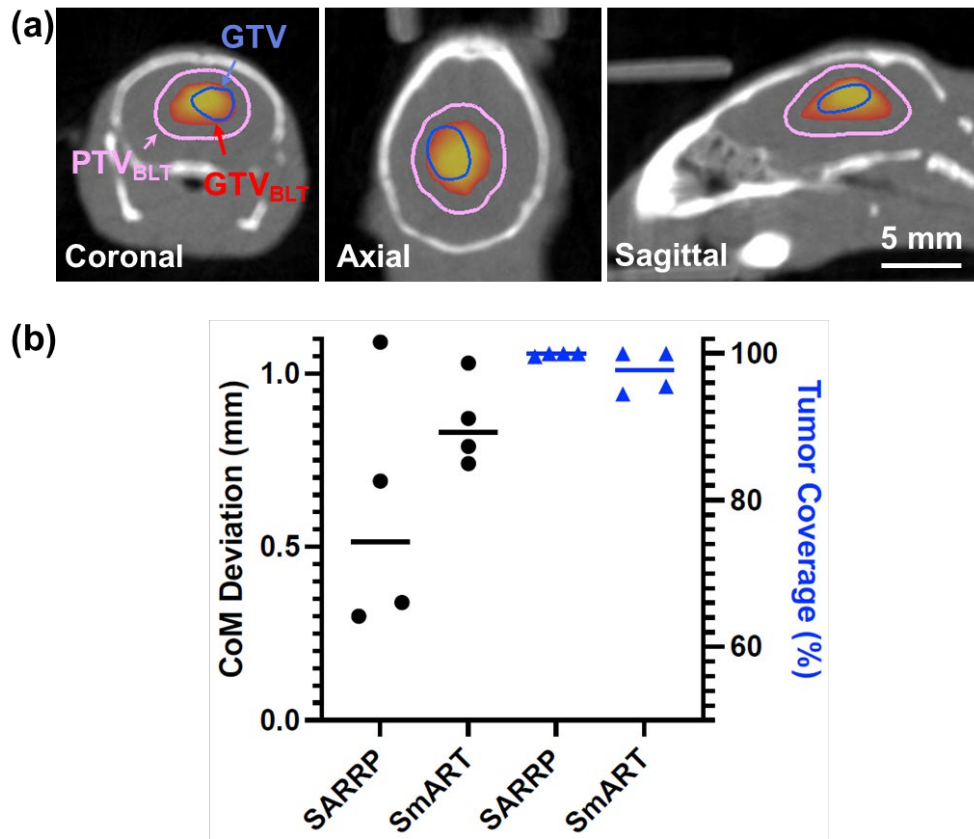 (a)
GTV
PTVBLT
GTVBLT
Coronal
Axial
Sagittal
5 mm
(b)
CoM Deviation (mm)
1.0
0.5
0.0
100
80
60
Tumor Coverage (%)
SARRP
SmART
SARRP
SmART